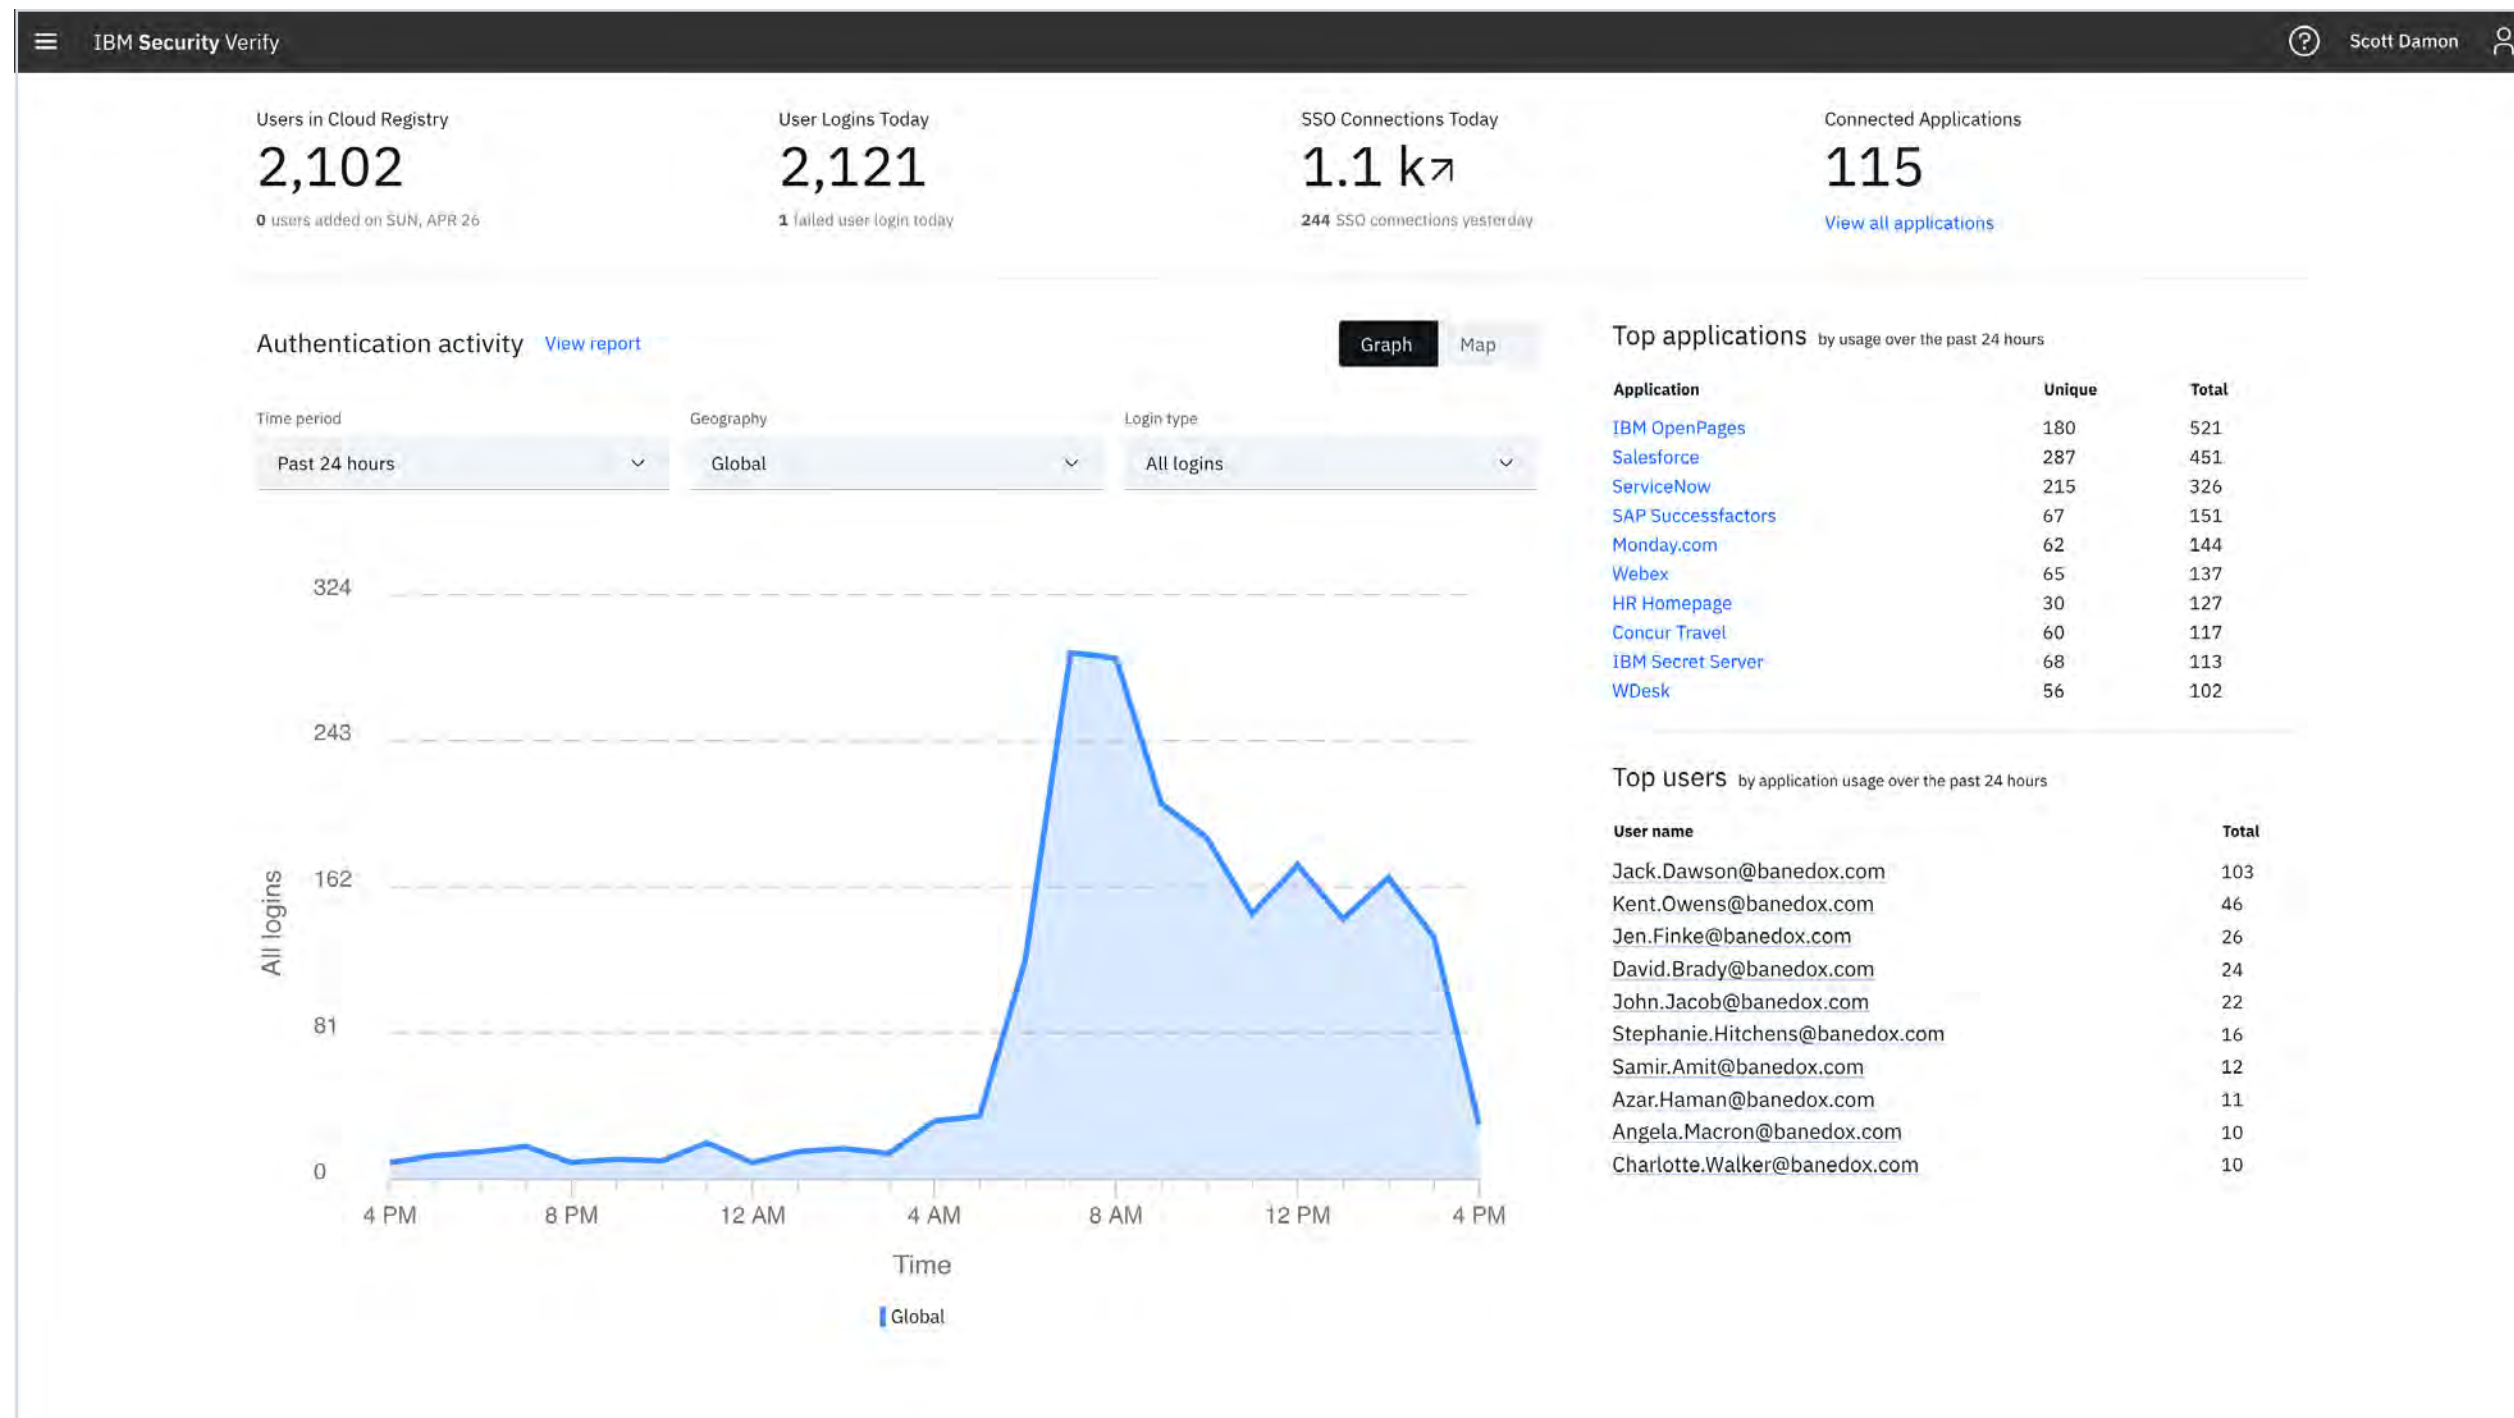 IBM Security Verify
Scott Damon
Users in Cloud Registry
2,102
0 users added on SUN, APR 26
User Logins Today
2,121
1 failed user login today
SSO Connections Today
1.1 k
244 SSO connections yesterday
Connected Applications
115
View all applications
Authentication activity View report
Graph Map
Time period
Past 24 hours
Geography
Global
Login type
All logins
324
243
162
81
0
All logins
4 PM 8 PM 12 AM 4 AM 8 AM 12 PM 4 PM
Time
Global
Top applications by usage over the past 24 hours
Application Unique Total
IBM OpenPages 180 521
Salesforce 287 451
ServiceNow 215 326
SAP Successfactors 67 151
Monday.com 62 144
Webex 65 137
HR Homepage 30 127
Concur Travel 60 117
IBM Secret Server 68 113
WDesk 56 102
Top users by application usage over the past 24 hours
User name Total
Jack.Dawson@banedox.com 103
Kent.Owens@banedox.com 46
Jen.Finke@banedox.com 26
David.Brady@banedox.com 24
John.Jacob@banedox.com 22
Stephanie.Hitchens@banedox.com 16
Samir.Amit@banedox.com 12
Azar.Haman@banedox.com 11
Angela.Macron@banedox.com 10
Charlotte.Walker@banedox.com 10